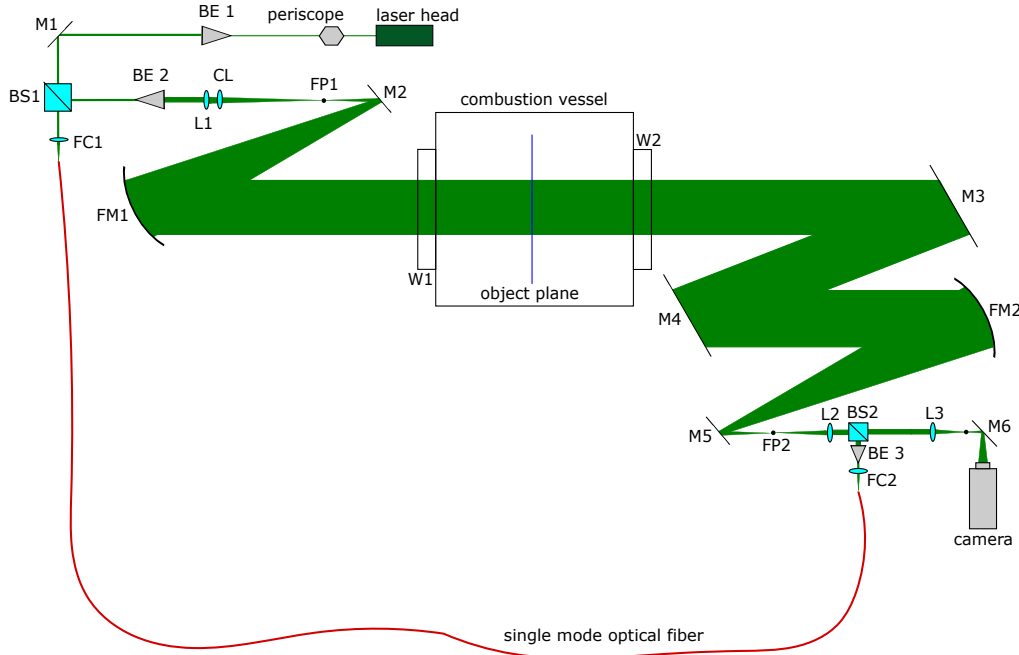 BE 1
periscope
laser head
M1
BE 2
CL
FP1
M2
BS1
L1
combustion vessel
FC1
W2
M3
FM1
W1
object plane
M4
FM2
L2
BS2
L3
M6
M5
FP2
BE 3
FC2
camera
single mode optical fiber